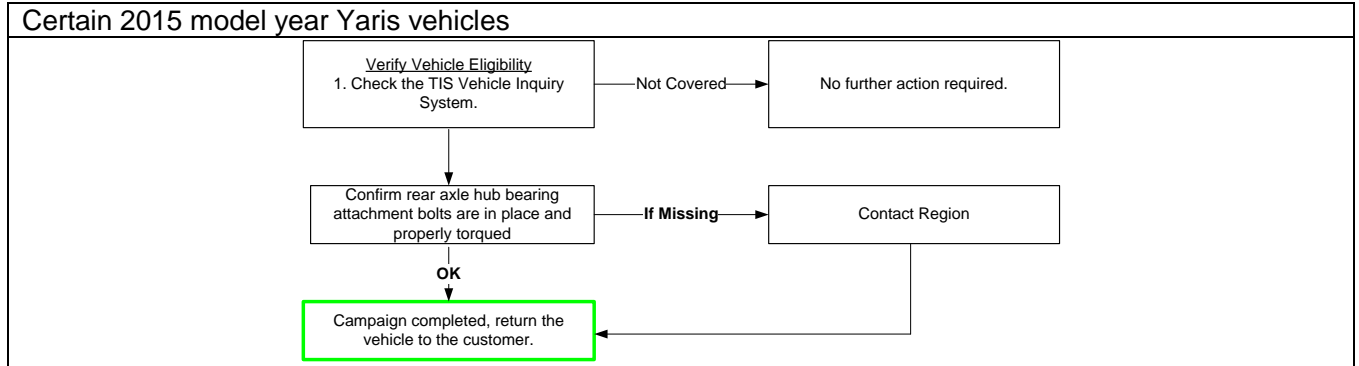 Certain 2015 model year Yaris vehicles
Verify Vehicle Eligibility
1. Check the TIS Vehicle Inquiry
System.
Not Covered
No further action required.
Confirm rear axle hub bearing
attachment bolts are in place and
properly torqued
If Missing
Contact Region
OK
Campaign completed, return the
vehicle to the customer.